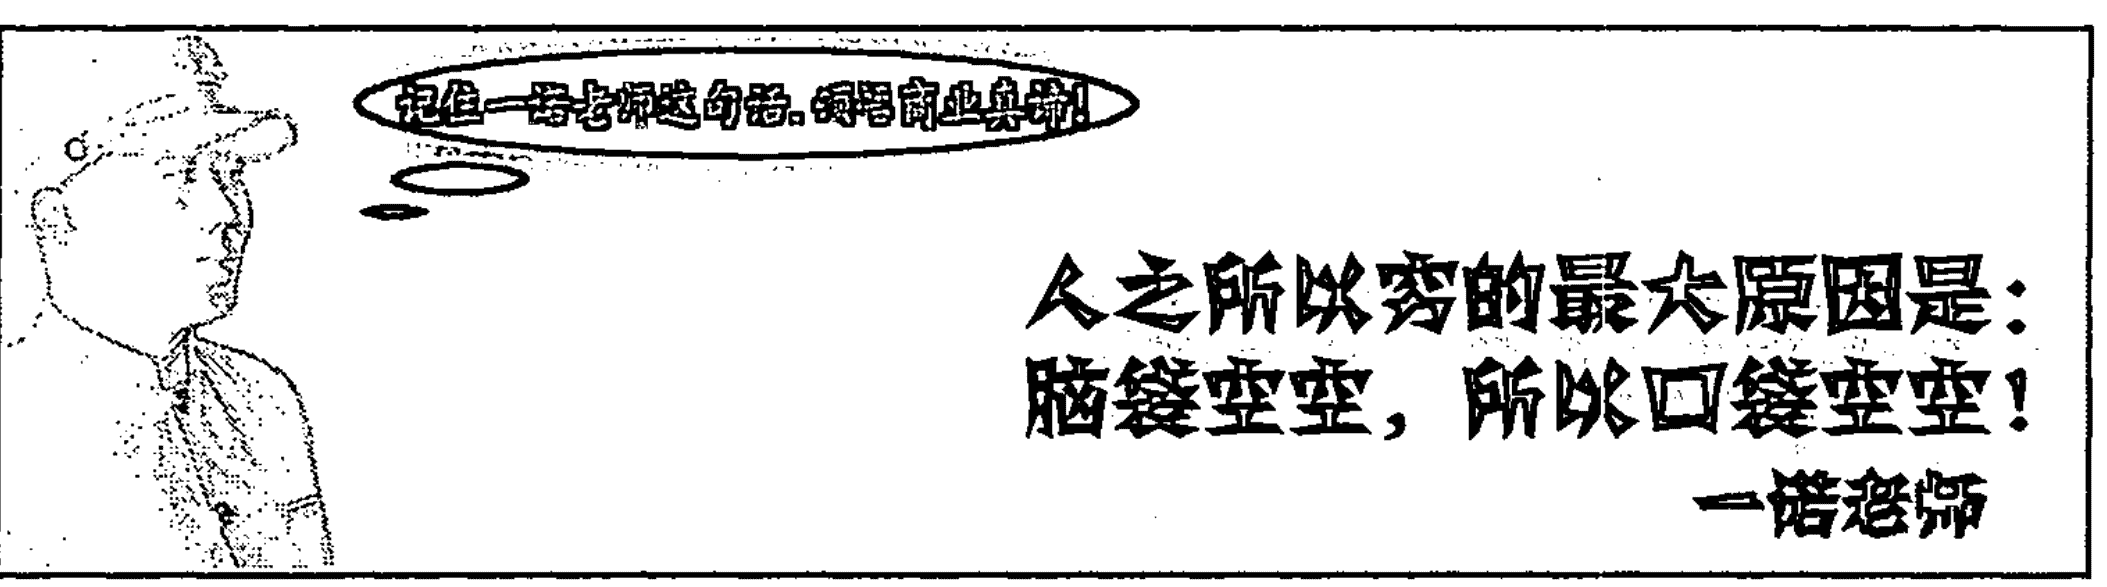 记住一诺老师这句话.領悟商业真谛!
人之所以穷的最大原因是：
脑袋空空，所以口袋空空！
一诺老师